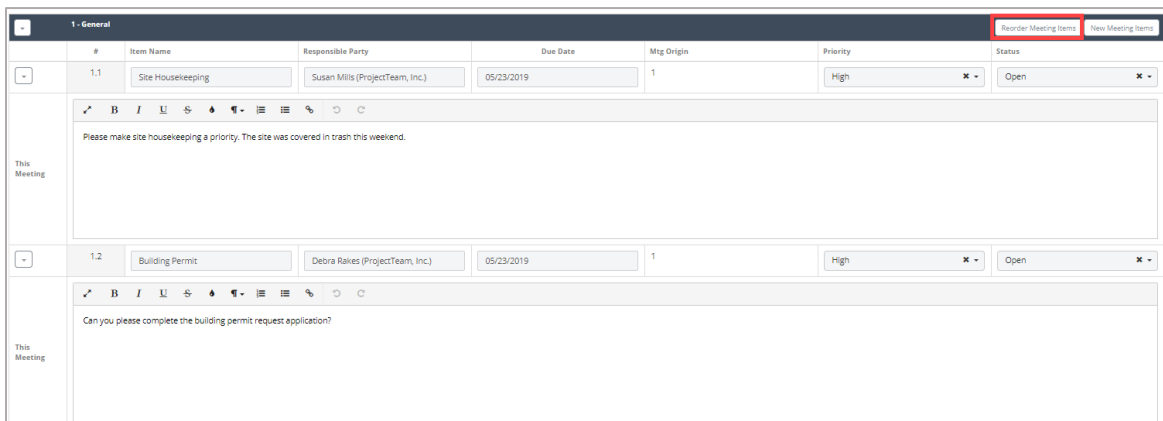 1 - General
Reorder Meeting Items
New Meeting Items
# Item Name Responsible Party Due Date Mtg Origin Priority Status
1.1 Site Housekeeping Susan Mills (ProjectTeam, Inc.) 05/23/2019 1 High Open
B I U S
Please make site housekeeping a priority. The site was covered in trash this weekend.
This
Meeting
1.2 Building Permit Debra Rakes (ProjectTeam, Inc.) 05/23/2019 1 High Open
B I U S
Can you please complete the building permit request application?
This
Meeting